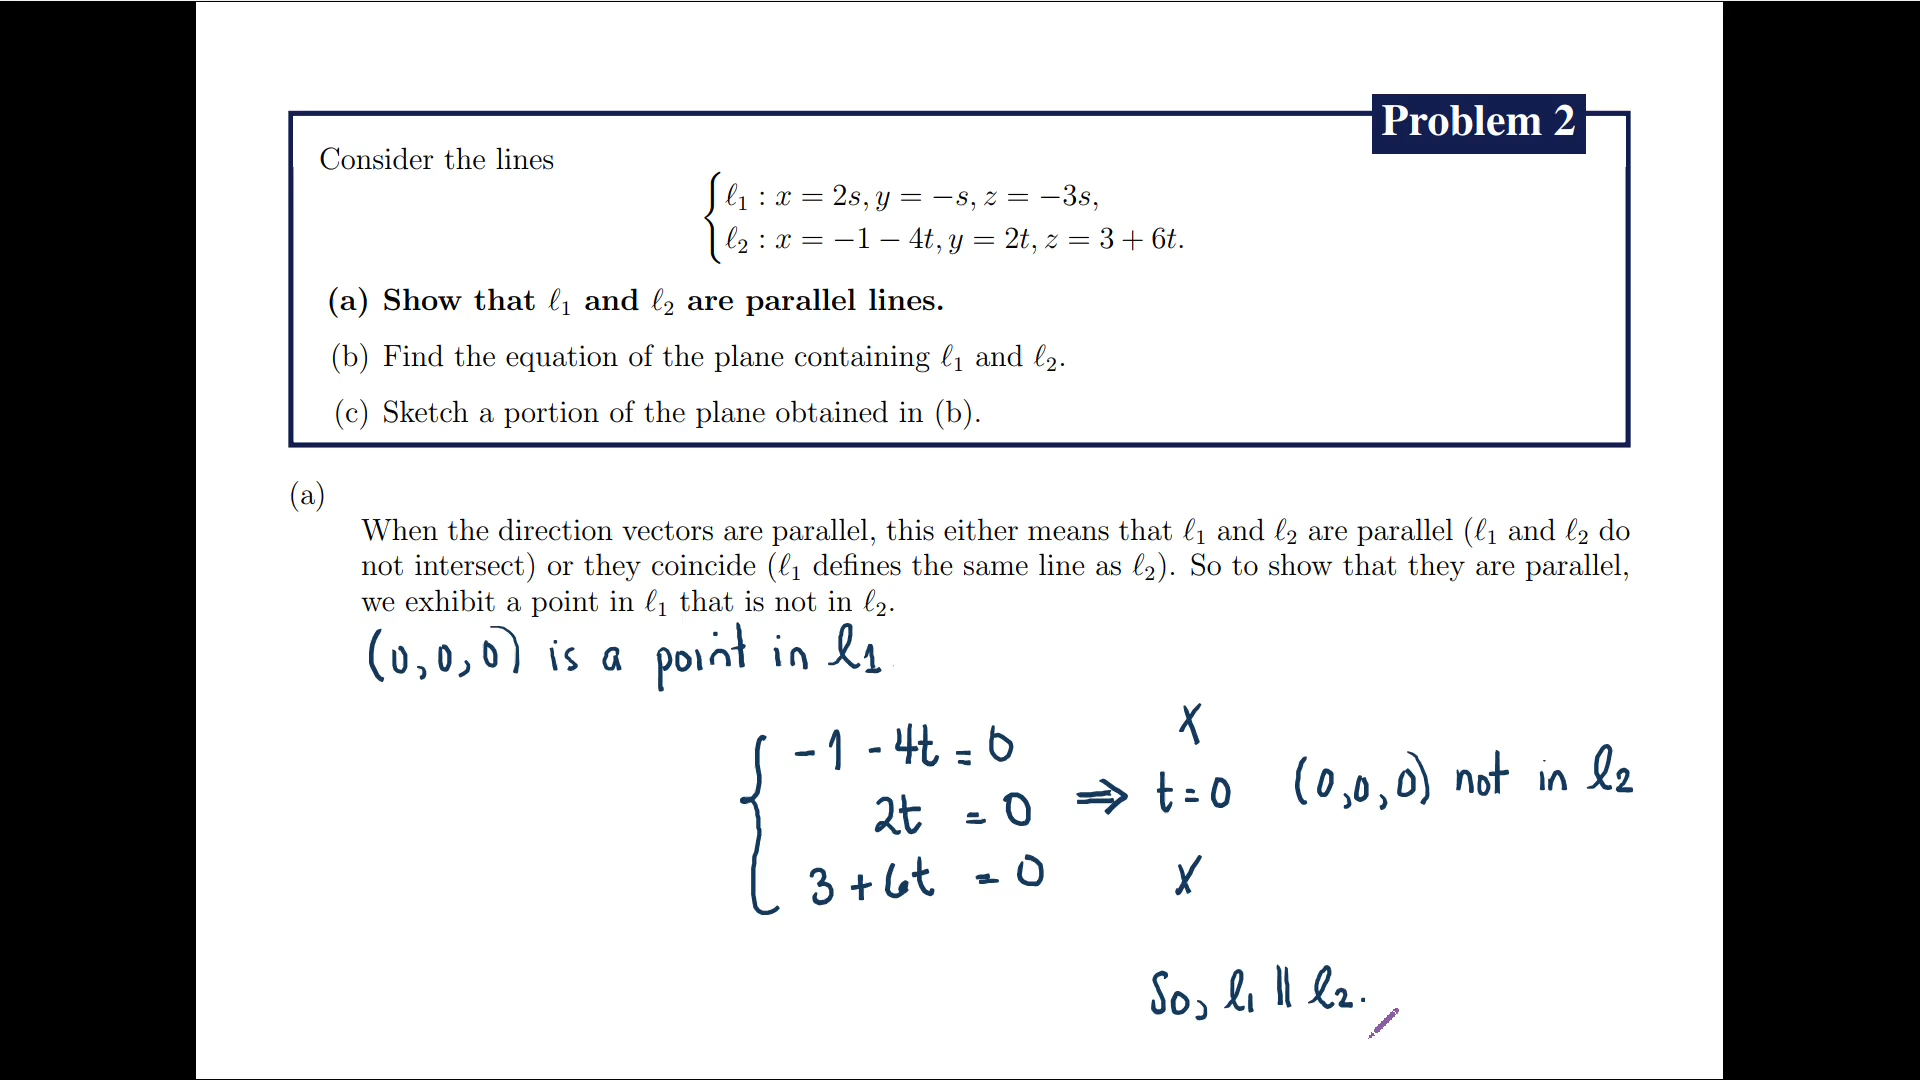 Problem 2
Consider the lines
ℓ₁ : x = 2s, y = −s, z = −3s,
ℓ₂ : x = −1 − 4t, y = 2t, z = 3 + 6t.
(a) Show that ℓ₁ and ℓ₂ are parallel lines.
(b) Find the equation of the plane containing ℓ₁ and ℓ₂.
(c) Sketch a portion of the plane obtained in (b).
(a)
When the direction vectors are parallel, this either means that ℓ₁ and ℓ₂ are parallel (ℓ₁ and ℓ₂ do
not intersect) or they coincide (ℓ₁ defines the same line as ℓ₂). So to show that they are parallel,
we exhibit a point in ℓ₁ that is not in ℓ₂.
(0,0,0) is a point in ℓ1
-1 - 4t = 0 x
2t = 0 ⇒ t = 0 (0,0,0) not in ℓ2
3 + 6t = 0 x
So, ℓ1 ∥ ℓ2.